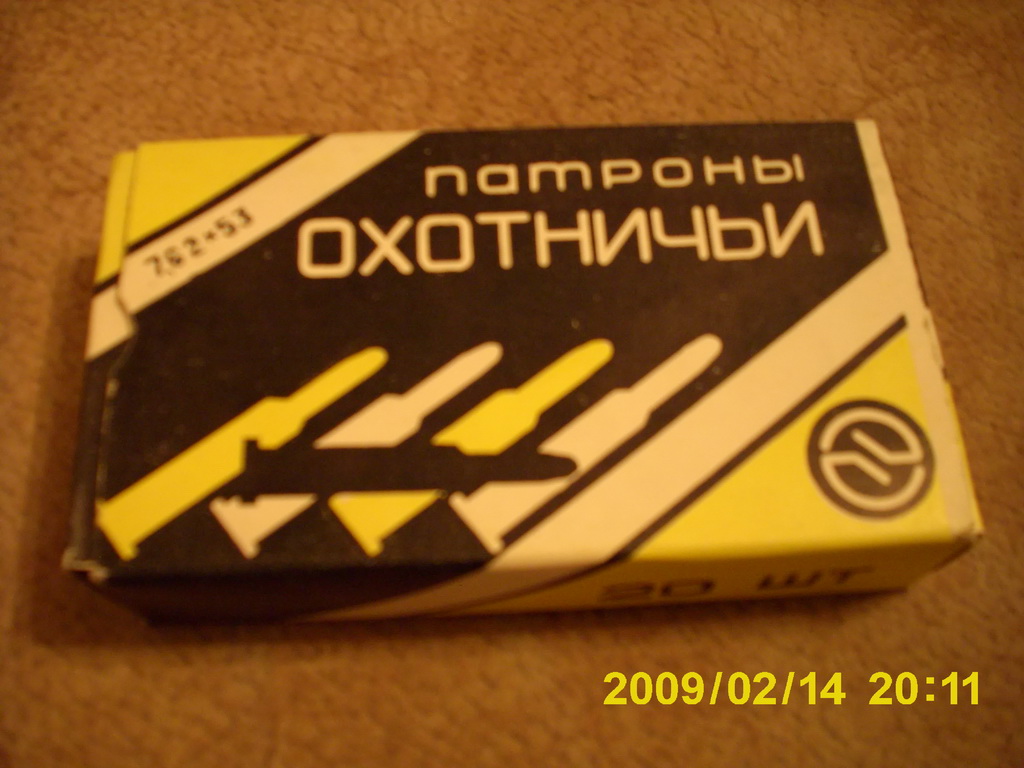 патроны
охотничьи
7,62*53
20 шт
2009/02/14 20:11